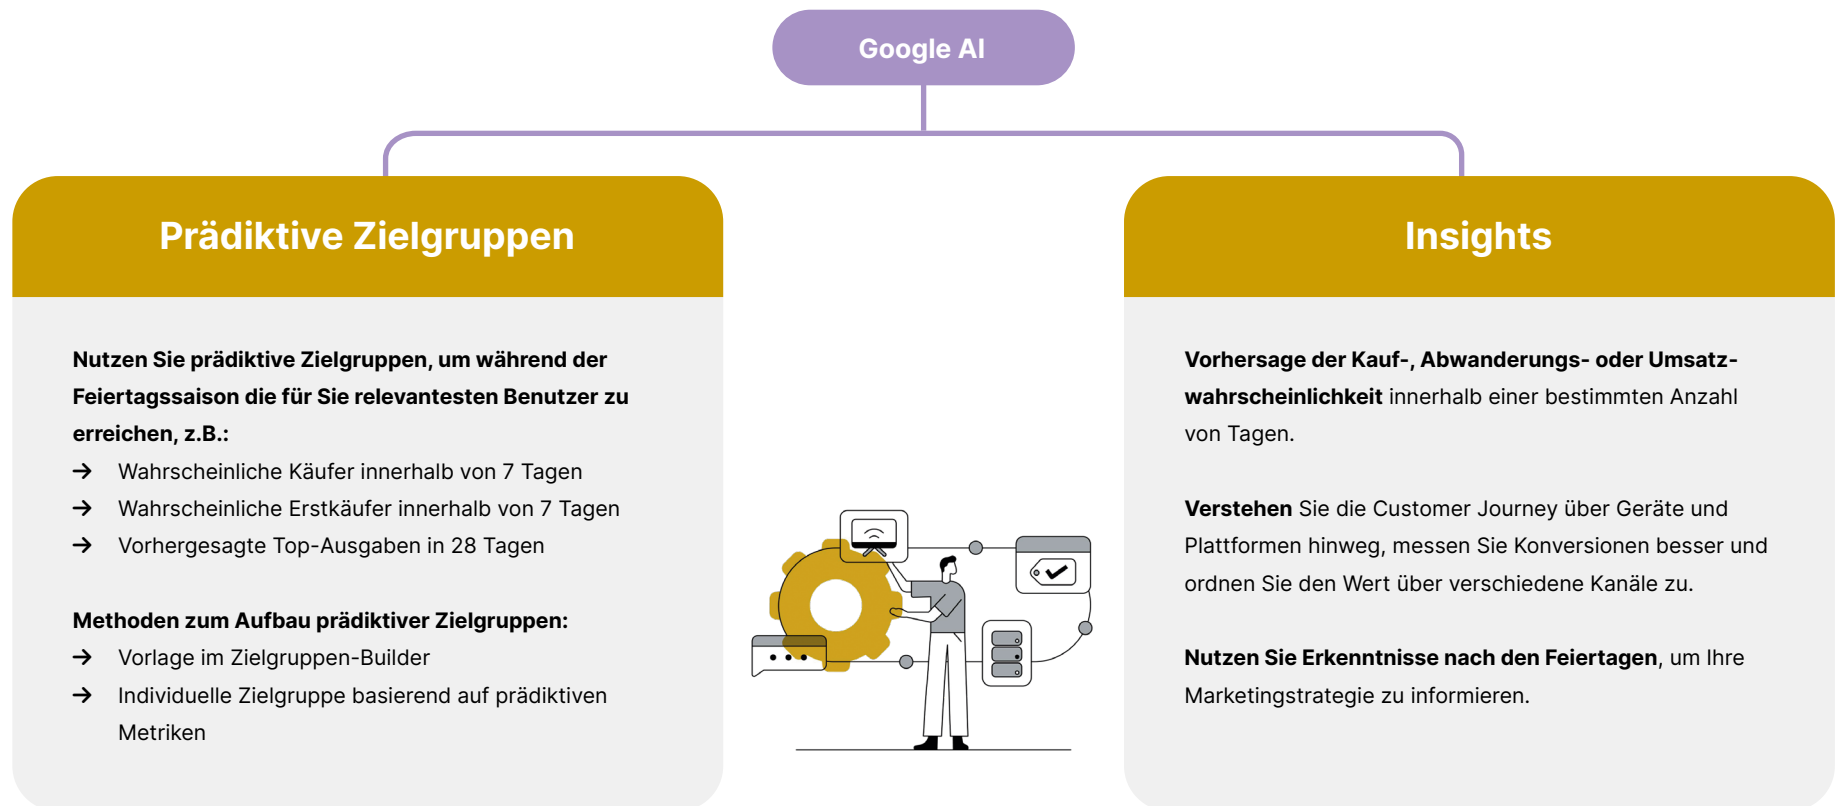 Google AI
Prädiktive Zielgruppen
Nutzen Sie prädiktive Zielgruppen, um während der
Feiertagssaison die für Sie relevantesten Benutzer zu
erreichen, z.B.:
→ Wahrscheinliche Käufer innerhalb von 7 Tagen
→ Wahrscheinliche Erstkäufer innerhalb von 7 Tagen
→ Vorhergesagte Top-Ausgaben in 28 Tagen
Methoden zum Aufbau prädiktiver Zielgruppen:
→ Vorlage im Zielgruppen-Builder
→ Individuelle Zielgruppe basierend auf prädiktiven
Metriken
Insights
Vorhersage der Kauf-, Abwanderungs- oder Umsatz-
wahrscheinlichkeit innerhalb einer bestimmten Anzahl
von Tagen.
Verstehen Sie die Customer Journey über Geräte und
Plattformen hinweg, messen Sie Konversionen besser und
ordnen Sie den Wert über verschiedene Kanäle zu.
Nutzen Sie Erkenntnisse nach den Feiertagen, um Ihre
Marketingstrategie zu informieren.